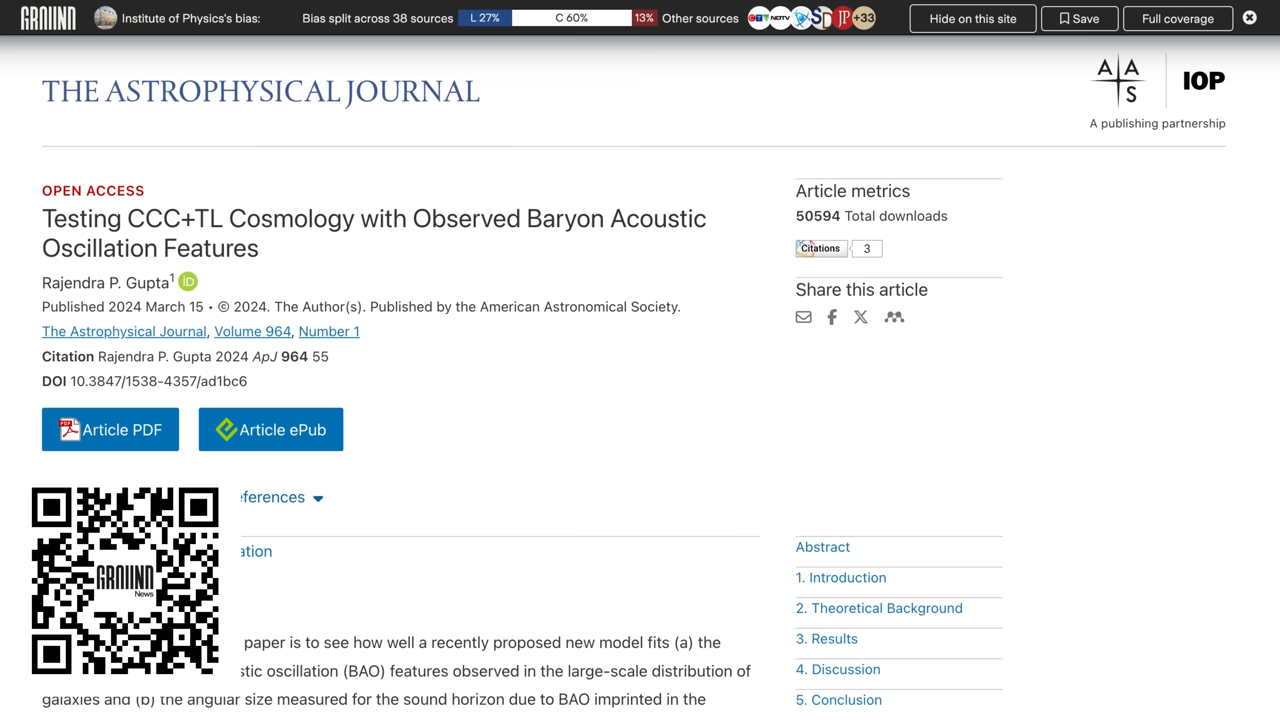 GROUND
Institute of Physics's bias:
Bias split across 38 sources
L 27%
C 60%
13%
Other sources
CTV
NDTV
SD
JP
+33
Hide on this site
Save
Full coverage
THE ASTROPHYSICAL JOURNAL
AAS
IOP
A publishing partnership
OPEN ACCESS
Testing CCC+TL Cosmology with Observed Baryon Acoustic
Oscillation Features
Rajendra P. Gupta1 iD
Published 2024 March 15 • © 2024. The Author(s). Published by the American Astronomical Society.
The Astrophysical Journal, Volume 964, Number 1
Citation Rajendra P. Gupta 2024 ApJ 964 55
DOI 10.3847/1538-4357/ad1bc6
PDF Article PDF
Article ePub
Article metrics
50594 Total downloads
Citations 3
Share this article
eferences
ation
GROUND
News
paper is to see how well a recently proposed new model fits (a) the
stic oscillation (BAO) features observed in the large-scale distribution of
galaxies and (b) the angular size measured for the sound horizon due to BAO imprinted in the
Abstract
1. Introduction
2. Theoretical Background
3. Results
4. Discussion
5. Conclusion